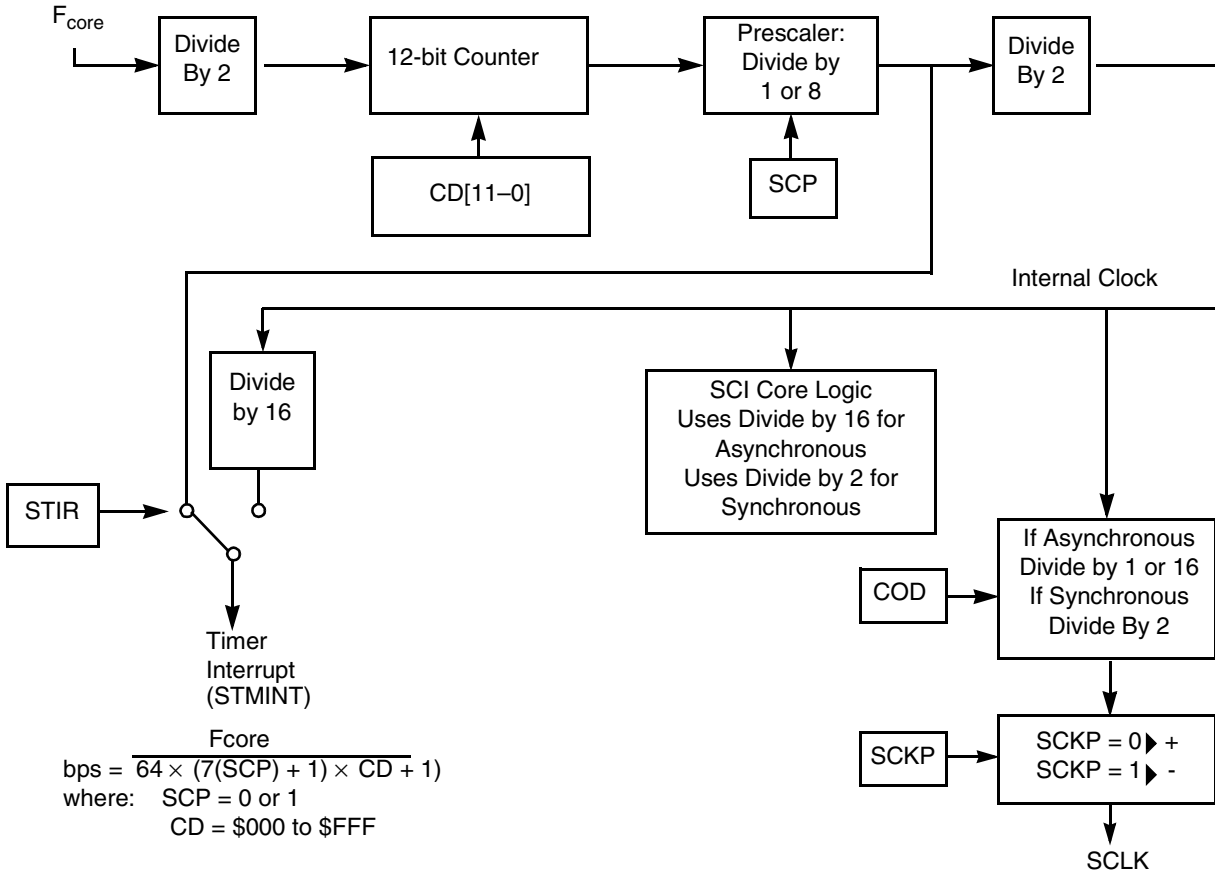 Fcore
Divide
By 2
12-bit Counter
Prescaler:
Divide by
1 or 8
Divide
By 2
CD[11–0]
SCP
Internal Clock
Divide
by 16
SCI Core Logic
Uses Divide by 16 for
Asynchronous
Uses Divide by 2 for
Synchronous
STIR
If Asynchronous
Divide by 1 or 16
If Synchronous
Divide By 2
COD
Timer
Interrupt
(STMINT)
SCKP
SCKP = 0 ▶ +
SCKP = 1 ▶ -
Fcore
bps = 64 × (7(SCP) + 1) × CD + 1)
where: SCP = 0 or 1
CD = $000 to $FFF
SCLK